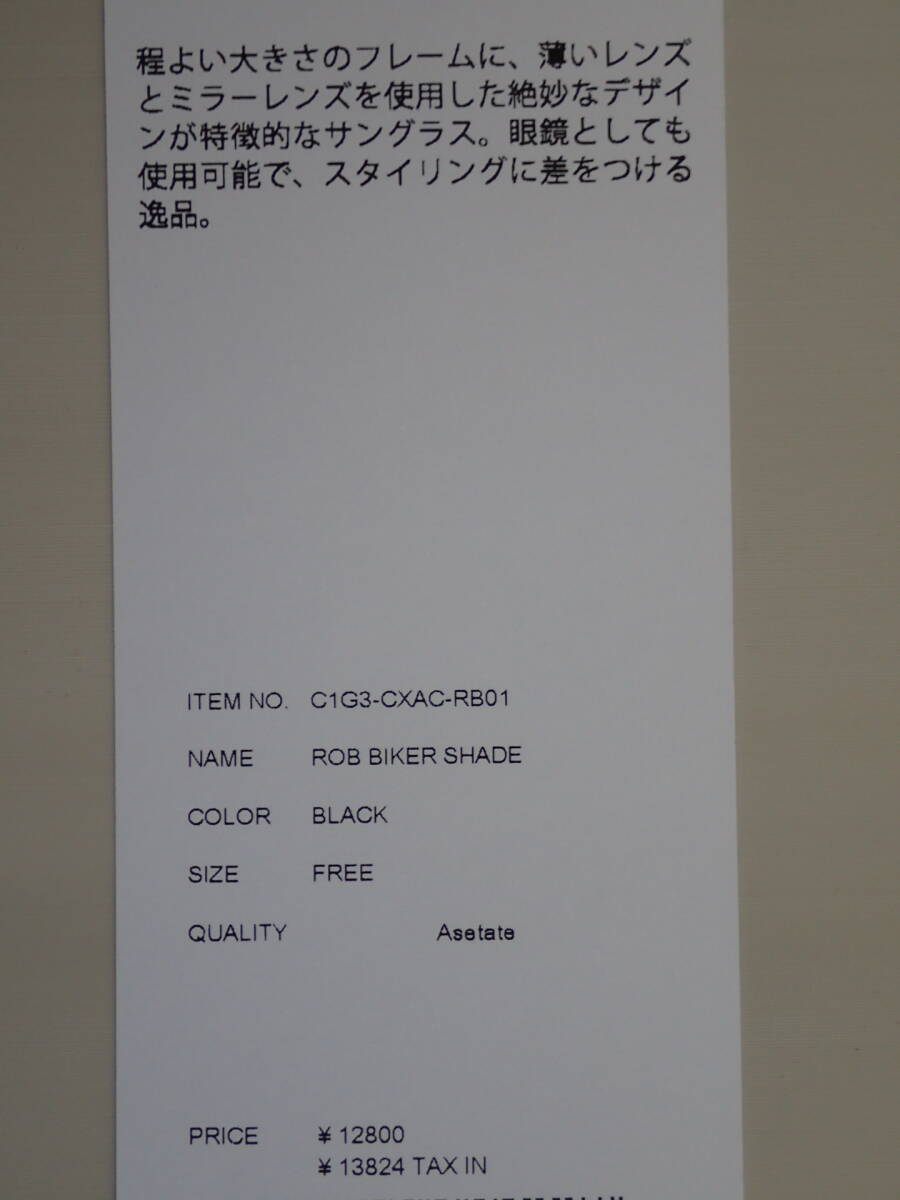 程よい大きさのフレームに、薄いレンズ
とミラーレンズを使用した絶妙なデザイ
ンが特徴的なサングラス。眼鏡としても
使用可能で、スタイリングに差をつける
逸品。
ITEM NO. C1G3-CXAC-RB01
NAME ROB BIKER SHADE
COLOR BLACK
SIZE FREE
QUALITY Asetate
PRICE ¥ 12800
¥ 13824 TAX IN